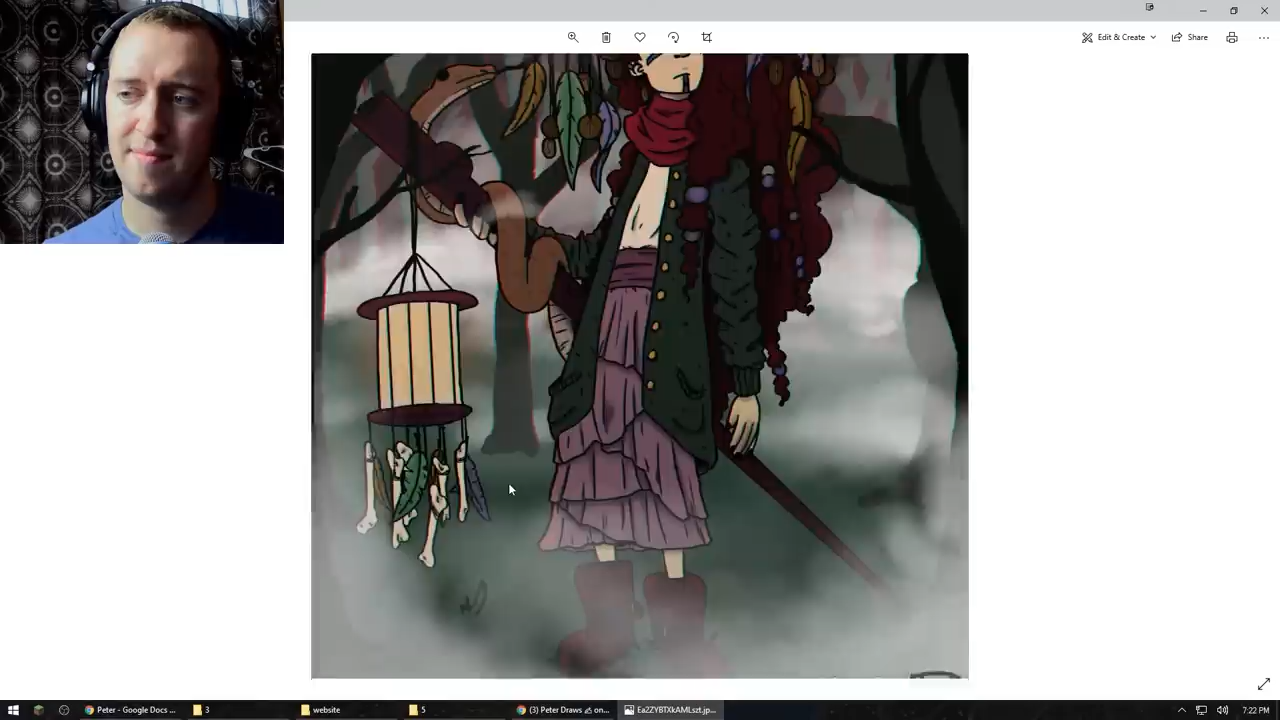 Edit & Create
Share
Peter - Google Docs ...
3
website
5
(3) Peter Draws ✍ on...
Ea2ZYBTXkAMLszt.jp...
7:22 PM